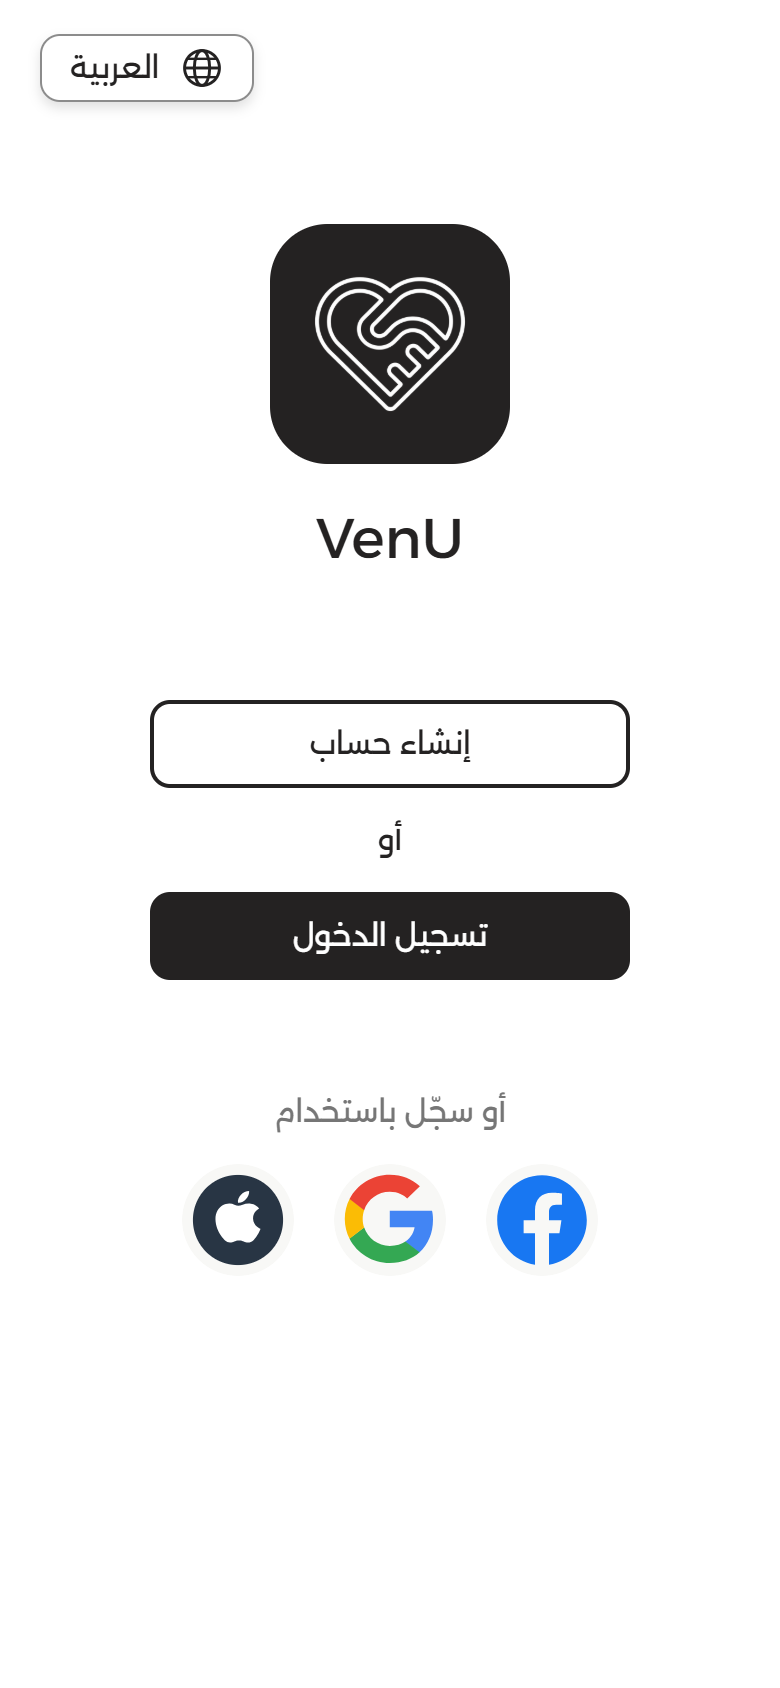 العربية
VenU
إنشاء حساب
أو
تسجيل الدخول
أو سجّل باستخدام